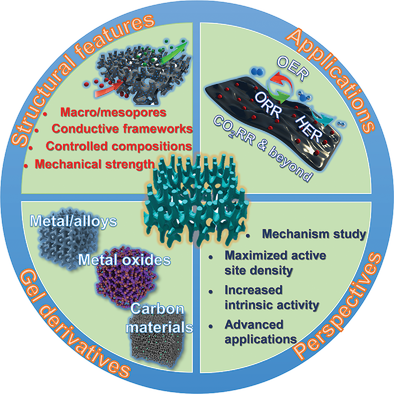 Structural features
Macro/mesopores
Conductive frameworks
Controlled compositions
Mechanical strength
Applications
OER
ORR
HER
CO2RR & beyond
Gel derivatives
Metal/alloys
Metal oxides
Carbon
materials
Perspectives
Mechanism study
Maximized active
site density
Increased
intrinsic activity
Advanced
applications